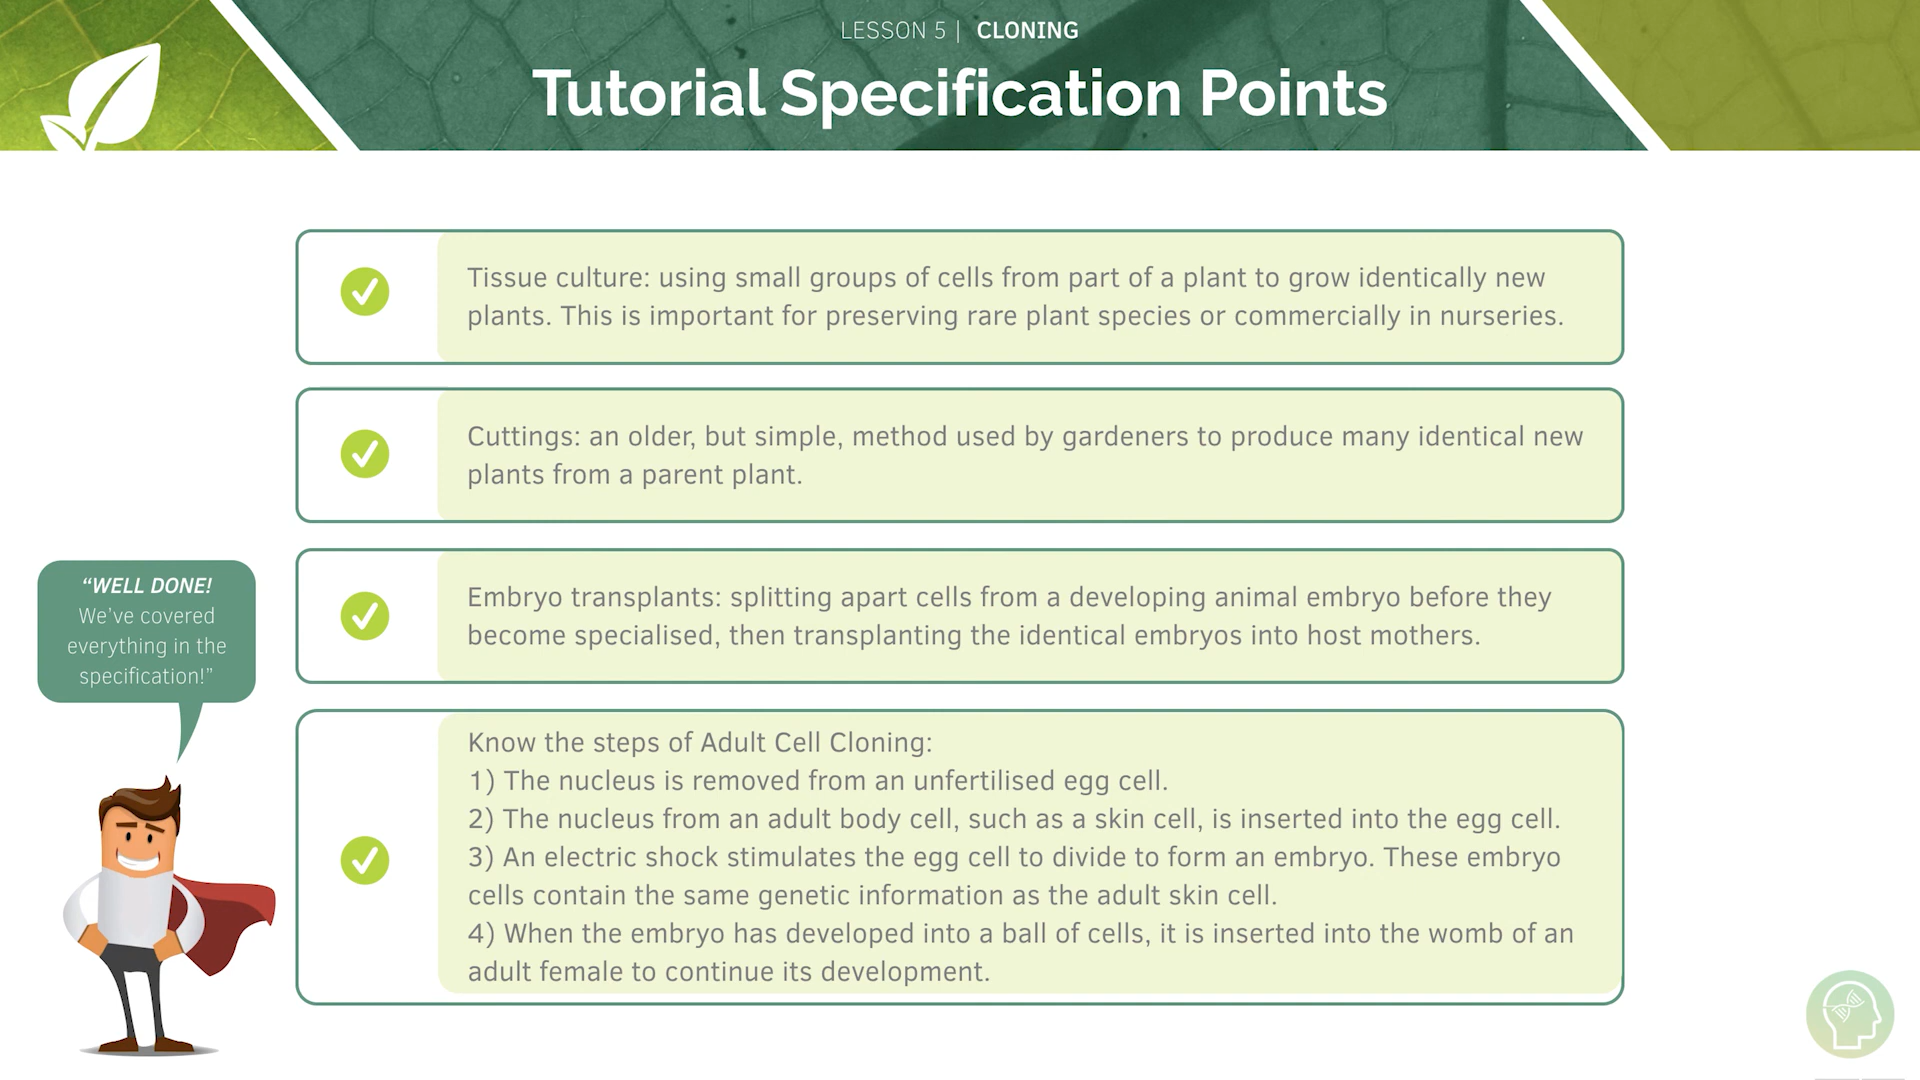 LESSON 5 | CLONING
Tutorial Specification Points
Tissue culture: using small groups of cells from part of a plant to grow identically new
plants. This is important for preserving rare plant species or commercially in nurseries.
Cuttings: an older, but simple, method used by gardeners to produce many identical new
plants from a parent plant.
Embryo transplants: splitting apart cells from a developing animal embryo before they
become specialised, then transplanting the identical embryos into host mothers.
“WELL DONE!
We’ve covered
everything in the
specification!”
Know the steps of Adult Cell Cloning:
1) The nucleus is removed from an unfertilised egg cell.
2) The nucleus from an adult body cell, such as a skin cell, is inserted into the egg cell.
3) An electric shock stimulates the egg cell to divide to form an embryo. These embryo
cells contain the same genetic information as the adult skin cell.
4) When the embryo has developed into a ball of cells, it is inserted into the womb of an
adult female to continue its development.